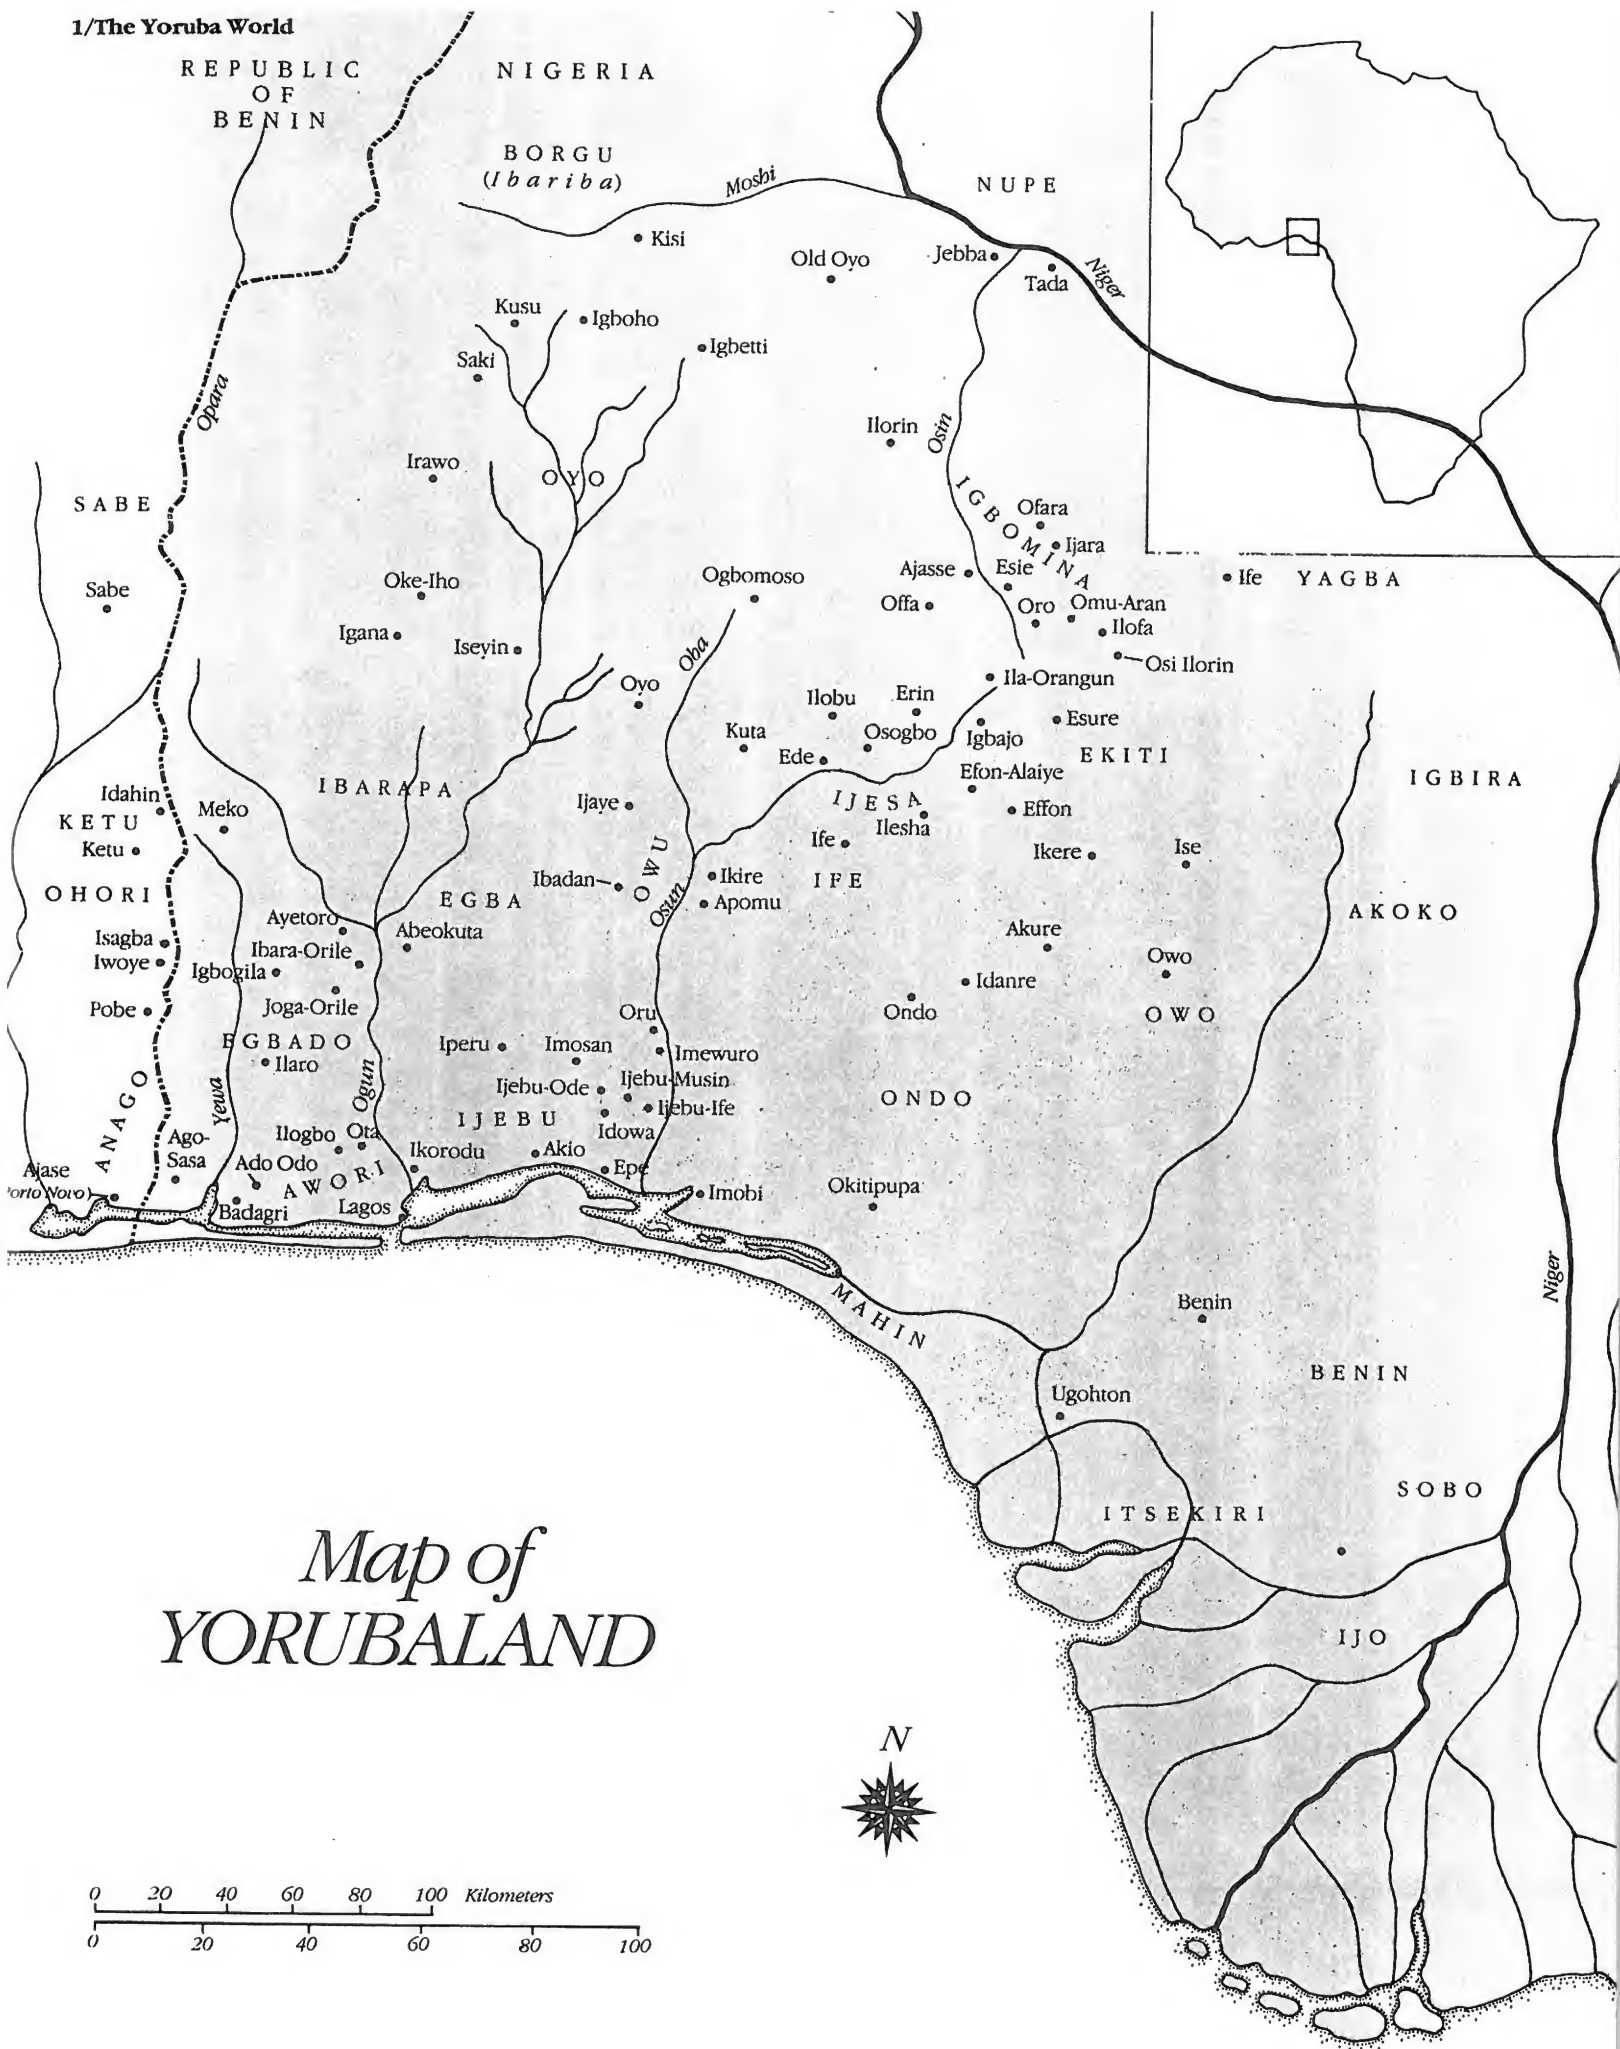 1/The Yoruba World
REPUBLIC
OF
BENIN
NIGERIA
BORGU
(Ibariba)
Moshi
NUPE
Kisi
Old Oyo
Jebba
Tada
Niger
Kusu
Igboho
Igbetti
Saki
Opara
Ilorin
Osin
Irawo
OYO
SABE
IGBOMINA
Ofara
Ijara
Ajasse
Esie
Ife
YAGBA
Sabe
Oke-Iho
Ogbomoso
Offa
Oro
Omu-Aran
Ilofa
Igana
Iseyin
Oba
Osi Ilorin
Oyo
Ila-Orangun
Ilobu
Erin
Esure
Kuta
Osogbo
Igbajo
EKITI
Ede
Efon-Alaiye
IGBIRA
IBARAPA
Idahin
Meko
Ijaye
IJESA
Ilesha
Effon
KETU
Ketu
Ife
Ikere
Ise
OWU
Ibadan
Ikire
IFE
OHORI
EGBA
Osun
Apomu
AKOKO
Ayetoro
Abeokuta
Akure
Isagba
Ibara-Orile
Owo
Iwoye
Igbogila
Idanre
Pobe
Joga-Orile
Oru
Ondo
OWO
EGBADO
Ilaro
Iperu
Imosan
Imewuro
Ogun
Ijebu-Ode
Ijebu-Musin
ONDO
ANAGO
Yewa
IJEBU
Ijebu-Ife
Idowa
Ago-
Sasa
Ilogbo
Ota
Ikorodu
Akio
Ajase
Porto Novo)
Ado Odo
AWORI
Epe
Imobi
Okitipupa
Badagri
Lagos
Niger
MAHIN
Benin
BENIN
Ugohton
SOBO
ITSEKIRI
Map of
YORUBALAND
IJO
N
0 20 40 60 80 100 Kilometers
0 20 40 60 80 100